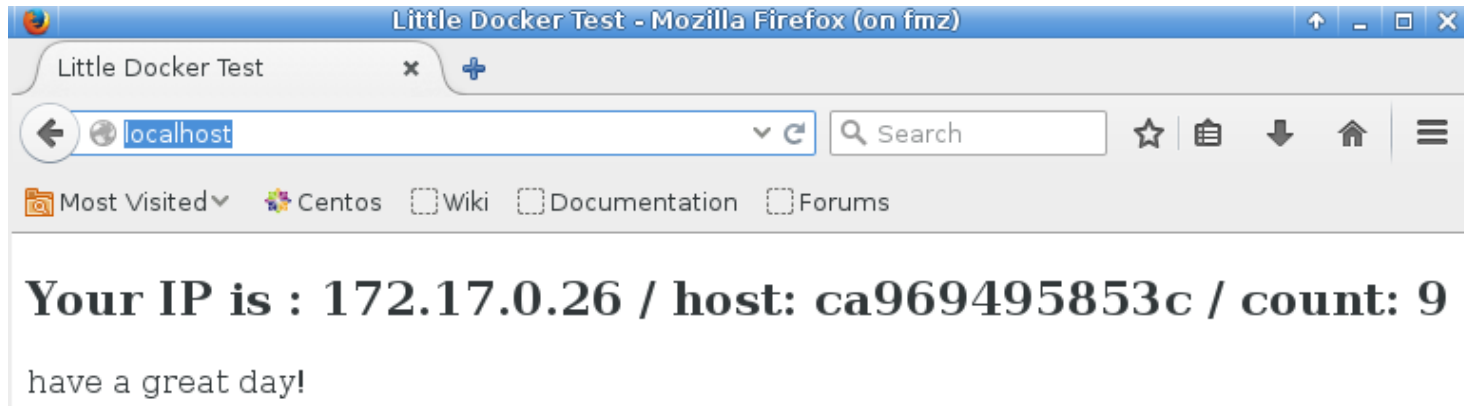 Little Docker Test - Mozilla Firefox (on fmz)
Little Docker Test
localhost
Search
Most Visited Centos Wiki Documentation Forums
Your IP is : 172.17.0.26 / host: ca969495853c / count: 9
have a great day!